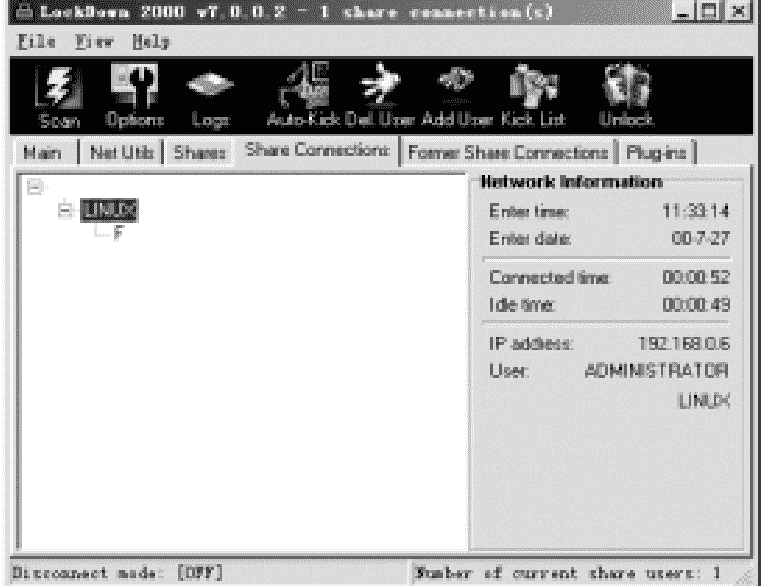 LockDown 2000 v7.0.0.2 - 1 share connection(s)
File View Help
Scan Options Logs Auto-Kick Del User Add User Kick List Unlock
Main Net Utils Shares Share Connections Former Share Connections Plug-ins
Network Information
LINUX
F
Enter time: 11:33:14
Enter date: 00-7-27
Connected time: 00:00:52
Idle time: 00:00:49
IP address: 192.168.0.6
User: ADMINISTRATOR
LINUX
Disconnect mode: [OFF] Number of current share users: 1